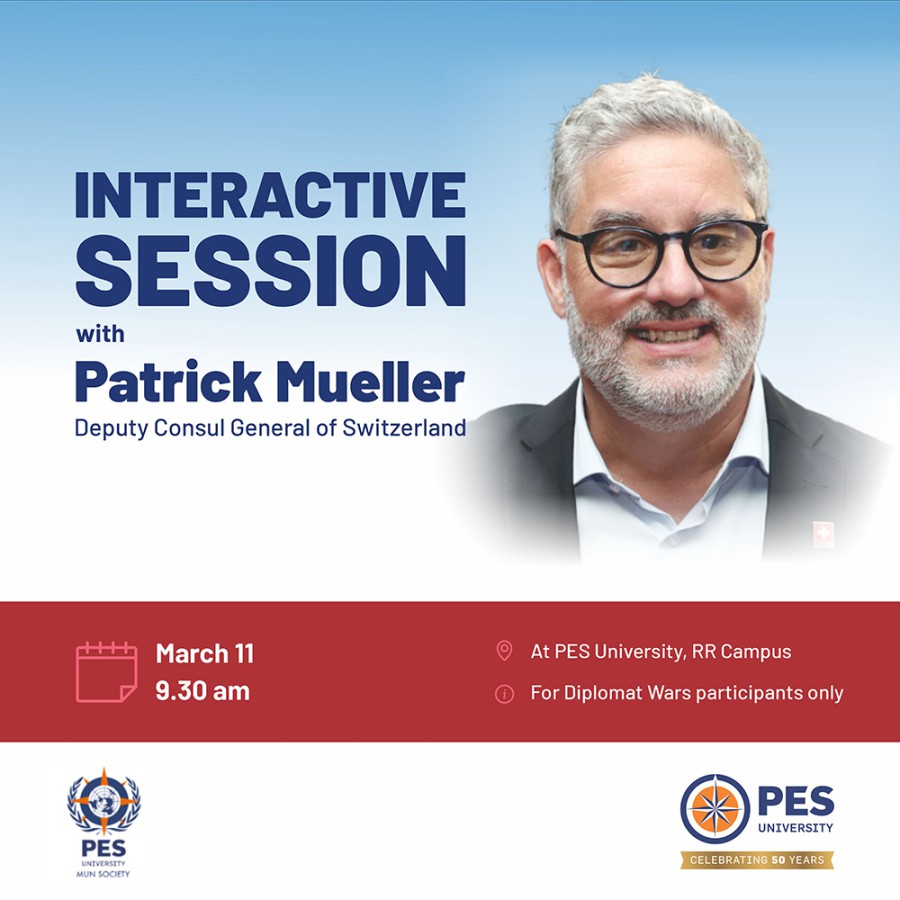 INTERACTIVE
SESSION
with
Patrick Mueller
Deputy Consul General of Switzerland
March 11
9.30 am
At PES University, RR Campus
i
For Diplomat Wars participants only
PES
UNIVERSITY
MUN SOCIETY
PES
UNIVERSITY
CELEBRATING 50 YEARS